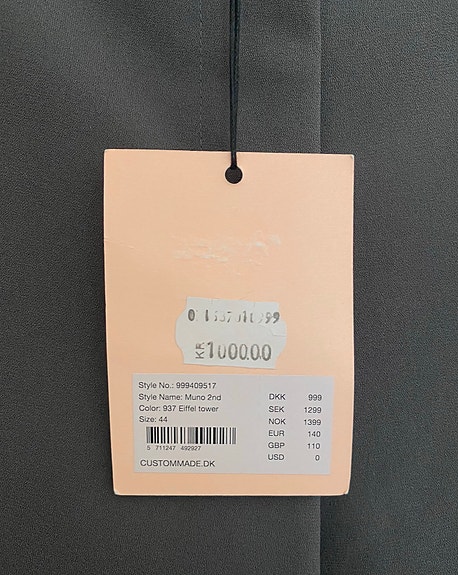 KR 1000.00
Style No.: 999409517
Style Name: Muno 2nd
Color: 937 Eiffel tower
Size: 44
5 711247 492927
CUSTOMMADE.DK
DKK 999
SEK 1299
NOK 1399
EUR 140
GBP 110
USD 0